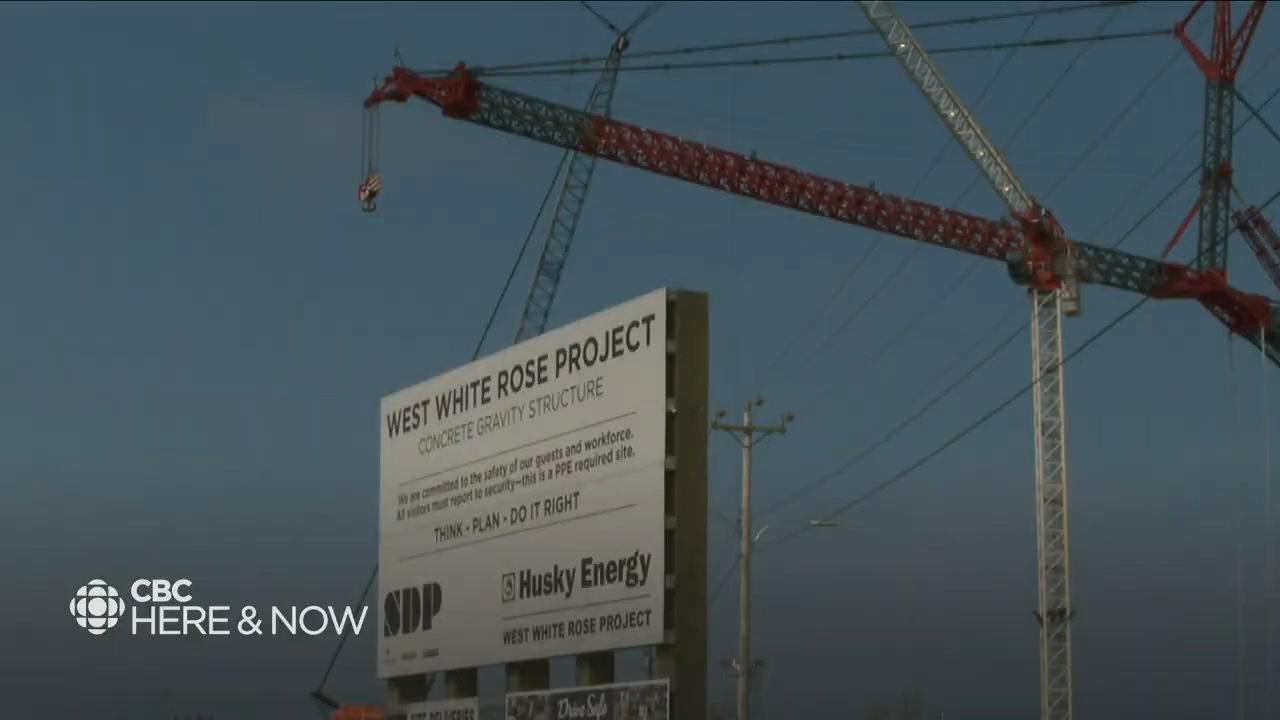 WEST WHITE ROSE PROJECT
CONCRETE GRAVITY STRUCTURE
We are committed to the safety of our guests and workforce.
All visitors must report to security—this is a PPE required site.
THINK - PLAN - DO IT RIGHT
SDP
Husky Energy
WEST WHITE ROSE PROJECT
CBC
HERE & NOW
SITE DELIVERIES
Drive Safe